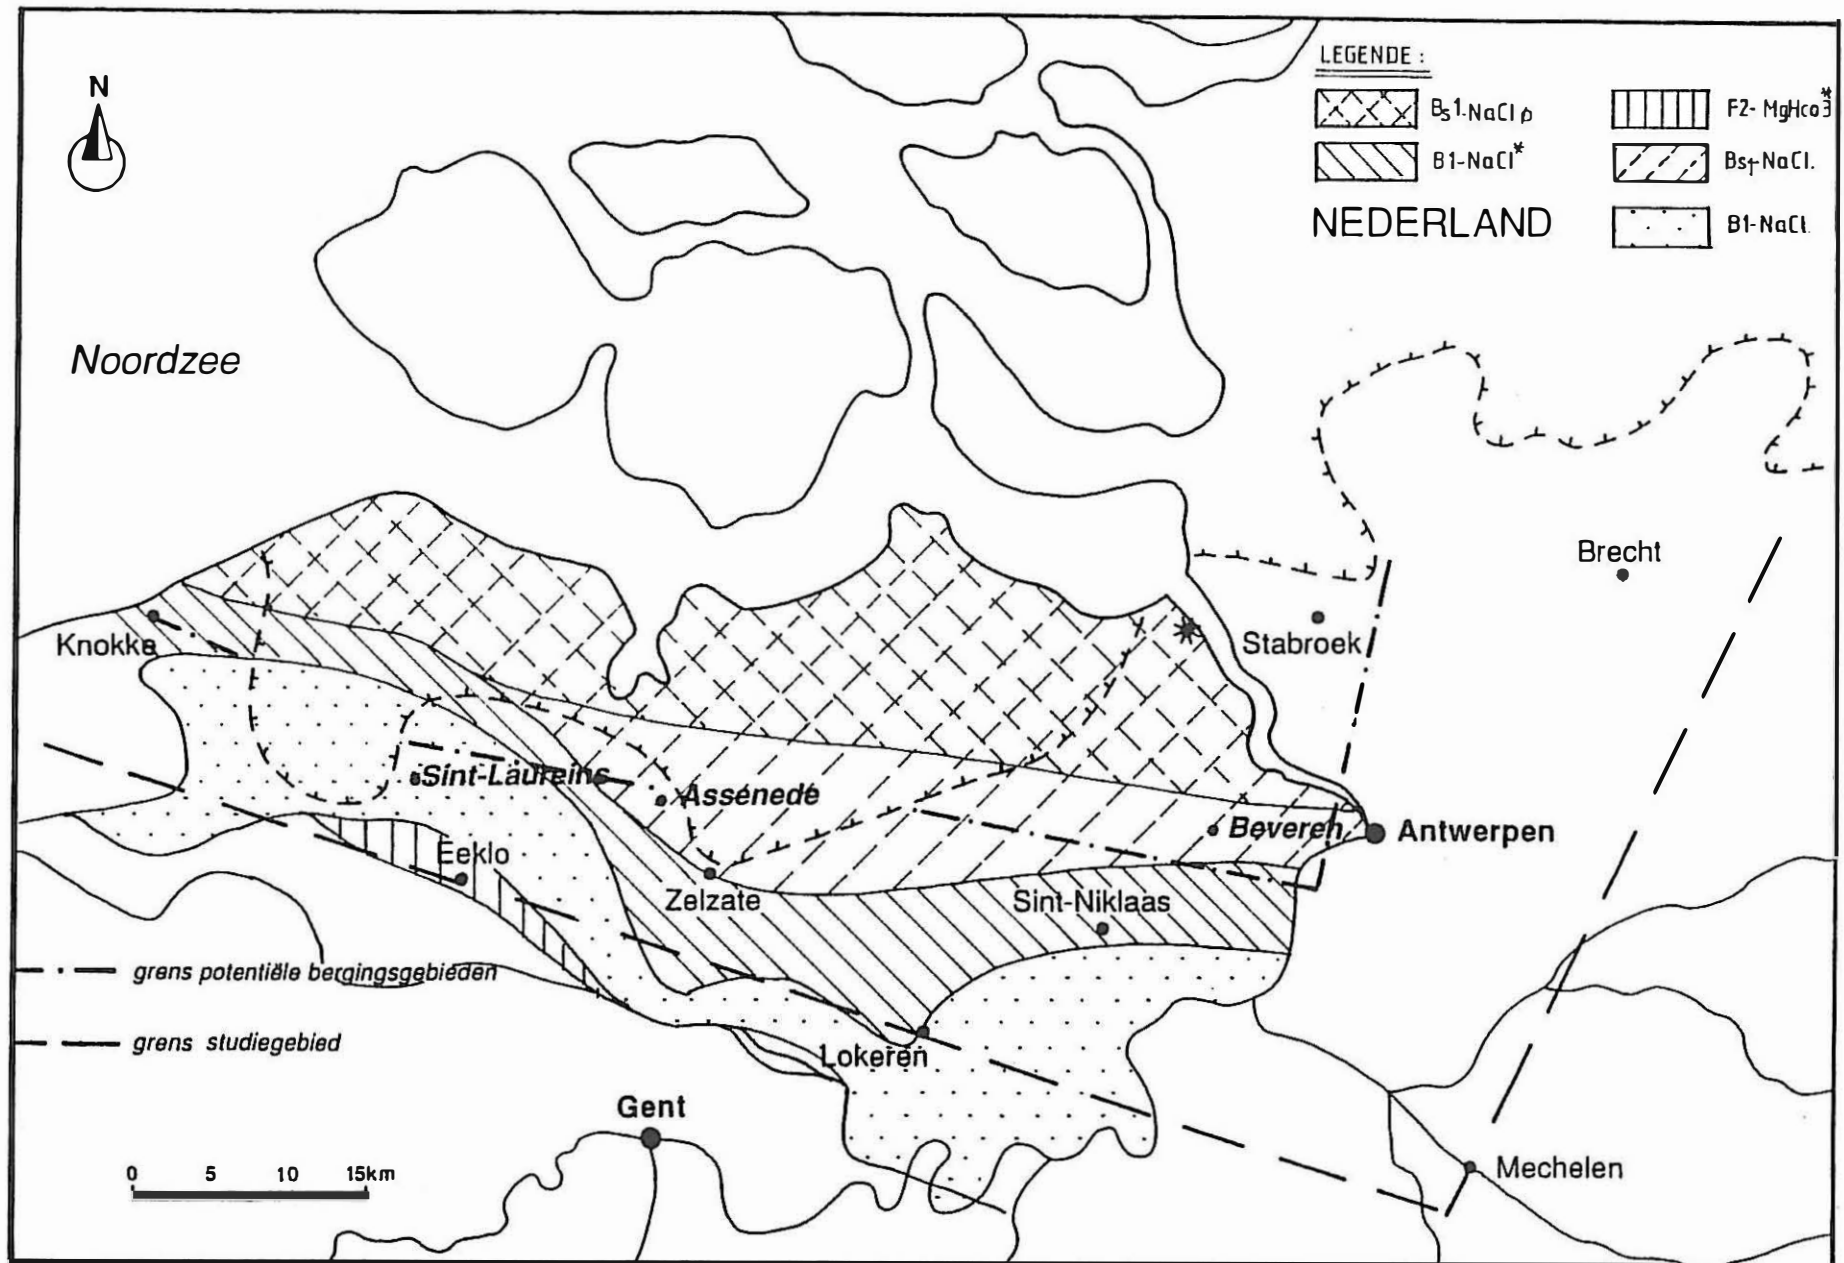 N
LEGENDE :
Bs1-NaCl φ
B1-NaCl*
F2-MgHco3*
Bs1-NaCl.
B1-NaCl.
NEDERLAND
Noordzee
Brecht
Stabroek
Knokke
Sint-Laureins
Assenede
Beveren
Antwerpen
Eeklo
Zelzate
Sint-Niklaas
grens potentiële bergingsgebieden
grens studiegebied
Lokeren
Gent
Mechelen
0 5 10 15km